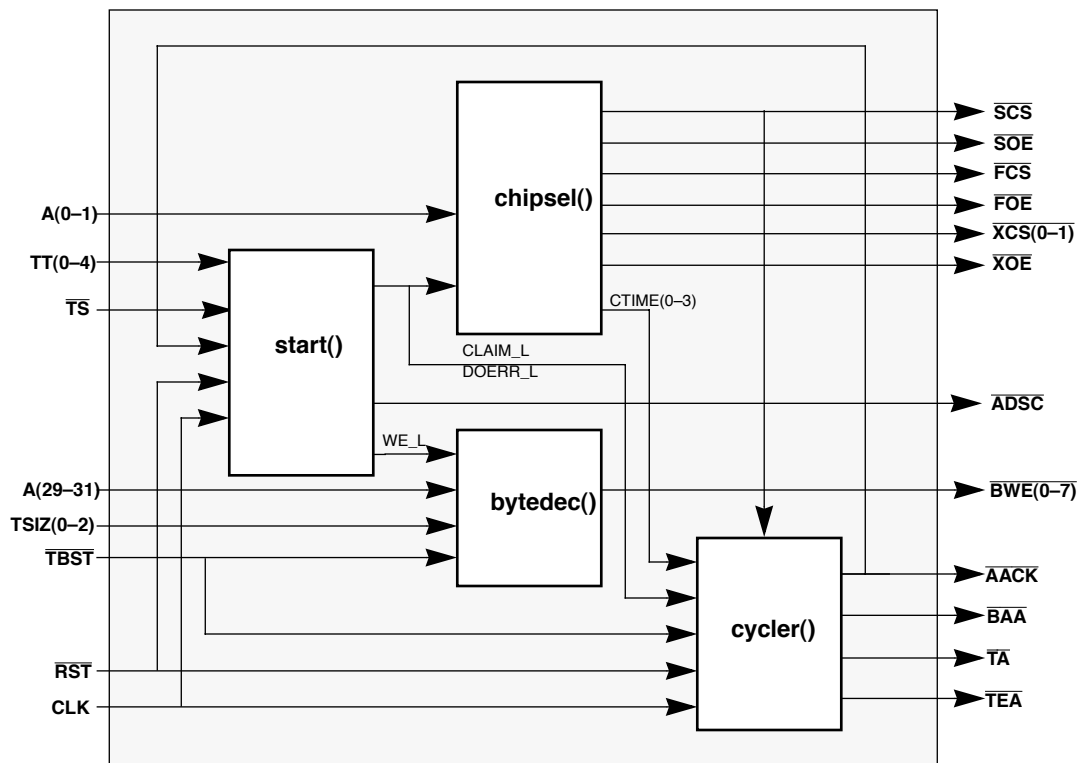 SCS
SOE
chipsel()
FCS
A(0–1)
FOE
XCS(0–1)
TT(0–4)
XOE
TS
CTIME(0–3)
start()
CLAIM_L
DOERR_L
ADSC
WE_L
A(29–31)
bytedec()
BWE(0–7)
TSIZ(0–2)
TBST
AACK
BAA
cycler()
TA
RST
TEA
CLK